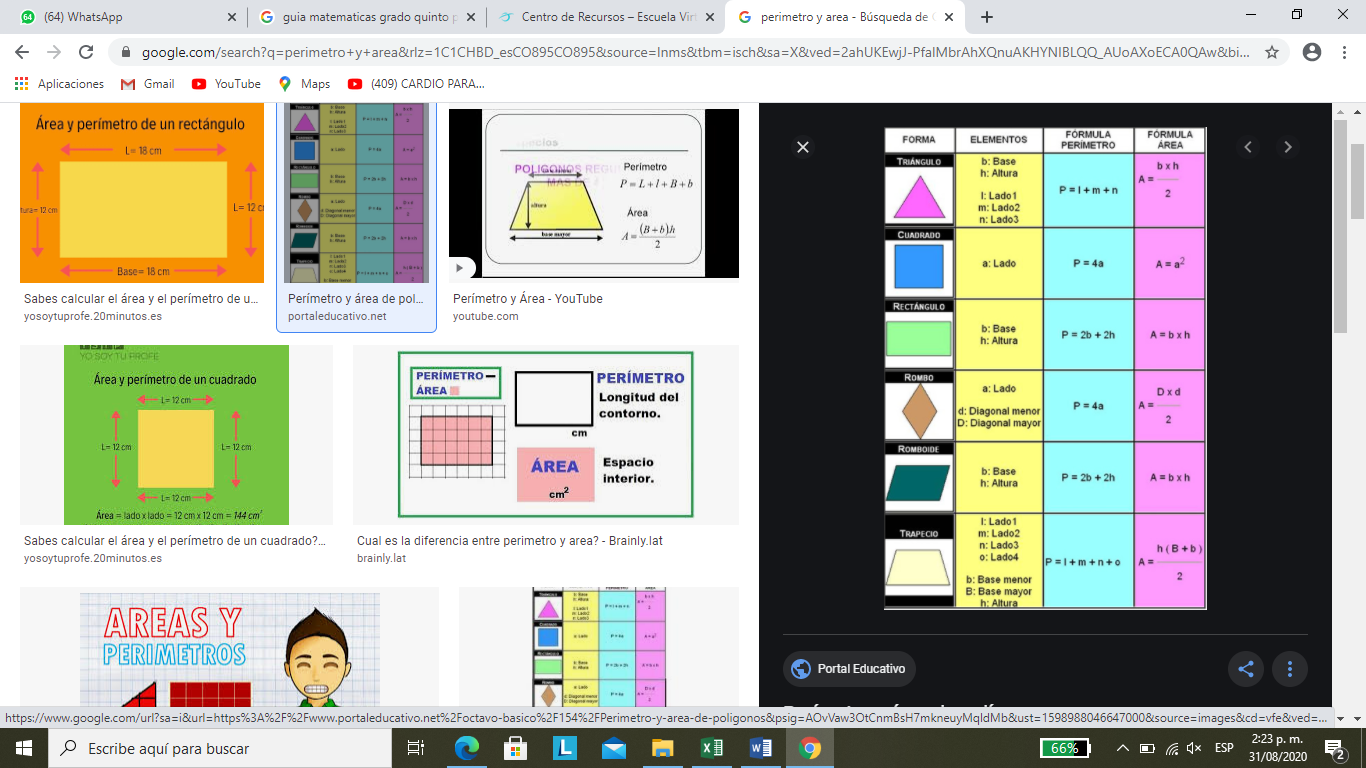 (64) WhatsApp
guia matematicas grado quinto p
Centro de Recursos – Escuela Virt
perimetro y area - Búsqueda de G
google.com/search?q=perimetro+y+area&rlz=1C1CHBD_esCO895CO895&source=lnms&tbm=isch&sa=X&ved=2ahUKEwjJ-PfalMbrAhXQnuAKHYNIBLQQ_AUoAXoECA0QAw&bi...
Aplicaciones
Gmail
YouTube
Maps
(409) CARDIO PARA...
Área y perímetro de un rectángulo
L= 18 cm
tura= 12 cm
L= 12 c
Base= 18 cm
Sabes calcular el área y el perímetro de u...
yosoytuprofe.20minutos.es
Perímetro y área de pol...
portaleducativo.net
Perímetro
P = L + l + B + b
altura
Área
A = (B + b)h
2
base mayor
Perímetro y Área - YouTube
youtube.com
YO SOY TU PROFE
Área y perímetro de un cuadrado
L= 12 cm
L= 12 cm
L= 12 cm
L= 12 cm
Área = lado x lado = 12 cm x 12 cm = 144 cm²
Sabes calcular el área y el perímetro de un cuadrado?...
yosoytuprofe.20minutos.es
PERÍMETRO
ÁREA
PERÍMETRO
Longitud del
contorno.
cm
ÁREA
cm²
Espacio
interior.
Cual es la diferencia entre perimetro y area? - Brainly.lat
brainly.lat
AREAS Y
PERIMETROS
FORMA
ELEMENTOS
FÓRMULA
PERÍMETRO
FÓRMULA
ÁREA
TRIÁNGULO
b: Base
h: Altura
l: Lado1
m: Lado2
n: Lado3
P = l + m + n
A = b x h
2
CUADRADO
a: Lado
P = 4a
A = a²
RECTÁNGULO
b: Base
h: Altura
P = 2b + 2h
A = b x h
ROMBO
a: Lado
d: Diagonal menor
D: Diagonal mayor
P = 4a
A = D x d
2
ROMBOIDE
b: Base
h: Altura
P = 2b + 2h
A = b x h
TRAPECIO
l: Lado1
m: Lado2
n: Lado3
o: Lado4
b: Base menor
B: Base mayor
h: Altura
P = l + m + n + o
A = h ( B + b )
2
Portal Educativo
https://www.google.com/url?sa=i&url=https%3A%2F%2Fwww.portaleducativo.net%2Foctavo-basico%2F154%2FPerimetro-y-area-de-poligonos&psig=AOvVaw3OtCnmBsH7mkneuyMqIdMb&ust=1598988046647000&source=images&cd=vfe&ved=...
Escribe aquí para buscar
66%
ESP
2:23 p. m.
31/08/2020
2